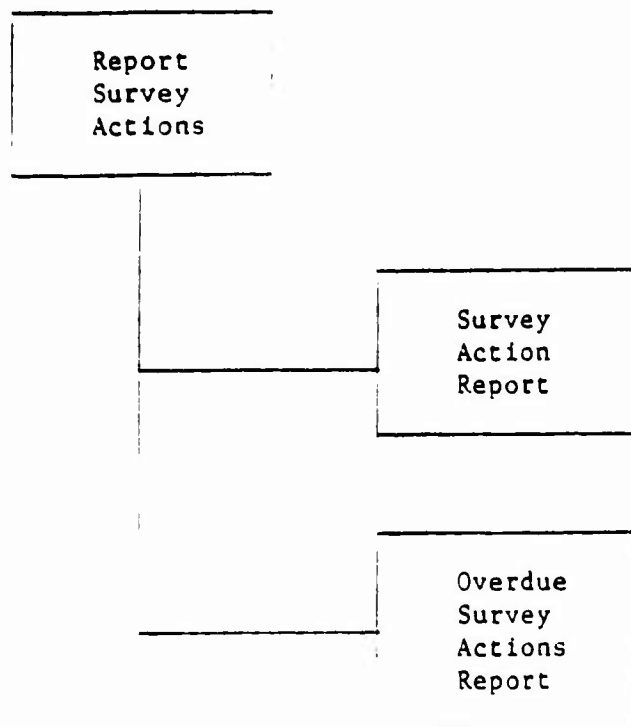 Report
Survey
Actions
Survey
Action
Report
Overdue
Survey
Actions
Report